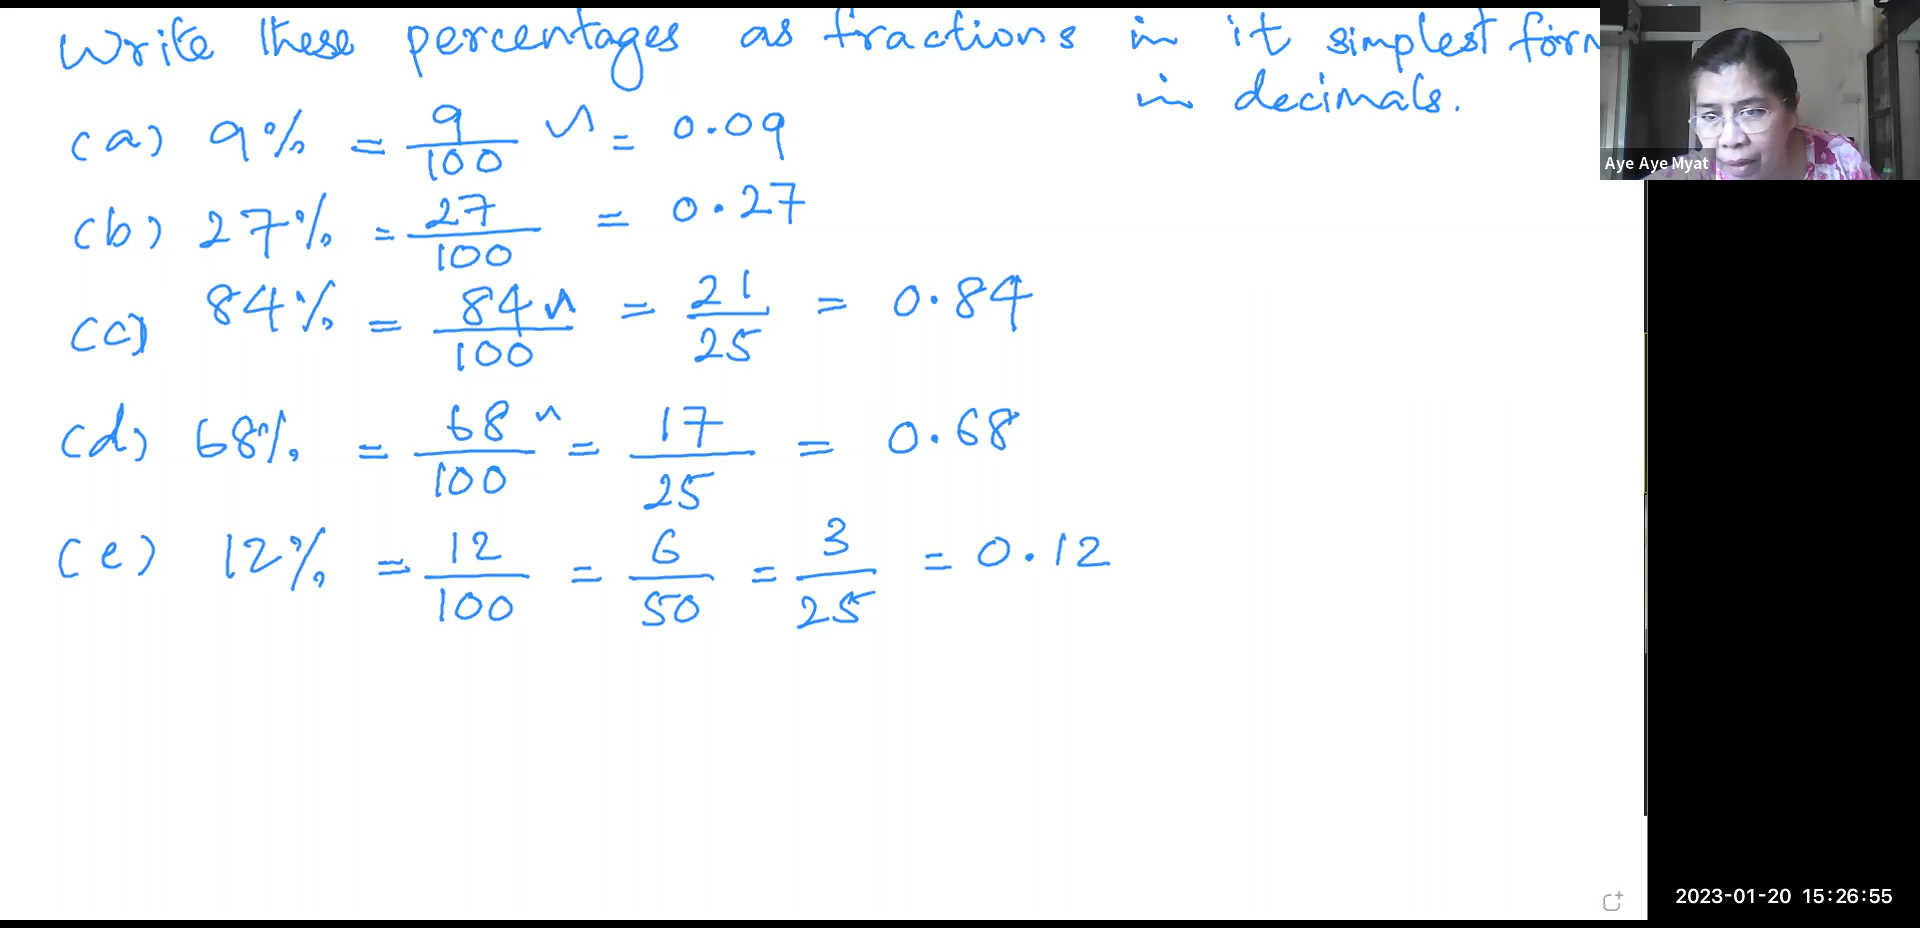 Write these percentages as fractions in it simplest form
in decimals.
(a) 9% = 9/100 = 0.09
(b) 27% = 27/100 = 0.27
(c) 84% = 84/100 = 21/25 = 0.84
(d) 68% = 68/100 = 17/25 = 0.68
(e) 12% = 12/100 = 6/50 = 3/25 = 0.12
Aye Aye Myat
2023-01-20 15:26:55